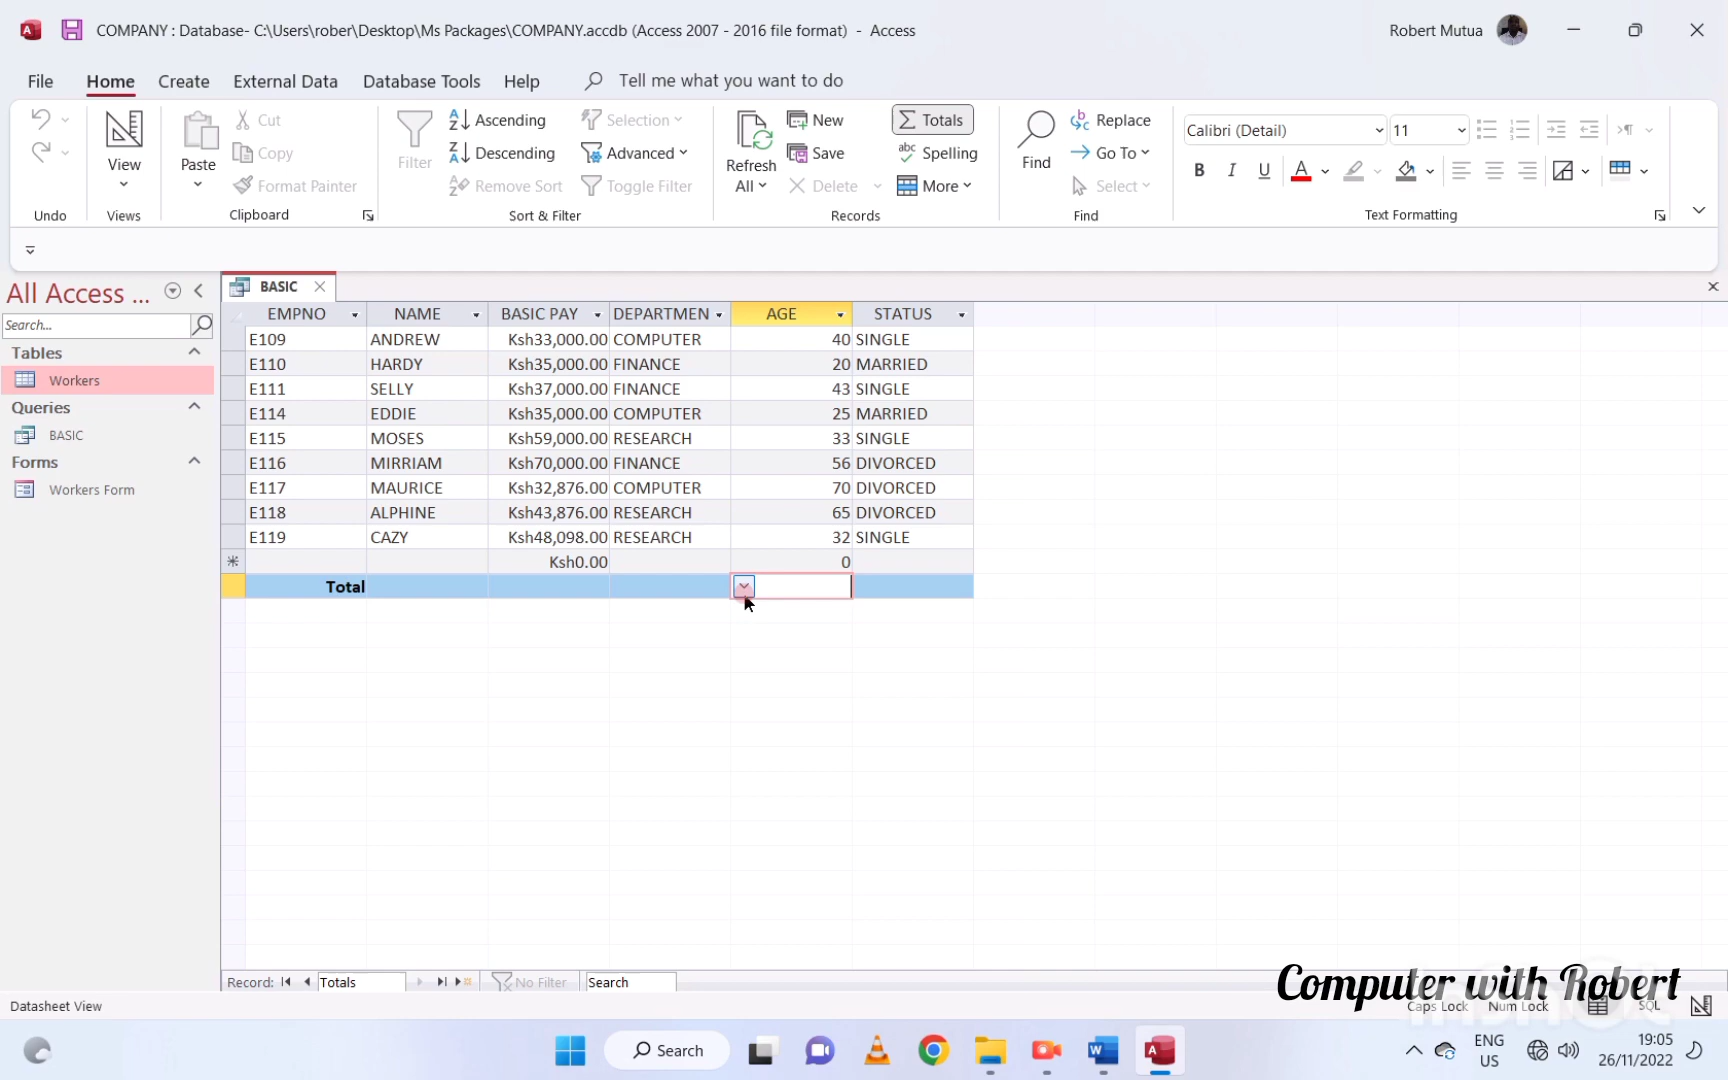 COMPANY : Database- C:\Users\rober\Desktop\Ms Packages\COMPANY.accdb (Access 2007 - 2016 file format) - Access
Robert Mutua
File Home Create External Data Database Tools Help Tell me what you want to do
Undo
View
Views
Paste
Cut
Copy
Format Painter
Clipboard
Filter
Ascending
Descending
Remove Sort
Selection
Advanced
Toggle Filter
Sort & Filter
Refresh
All
New
Save
Delete
Totals
Spelling
More
Records
Find
Replace
Go To
Select
Find
Calibri (Detail) 11
B I U A
Text Formatting
All Access ...
Search...
Tables
Workers
Queries
BASIC
Forms
Workers Form
BASIC
EMPNO NAME BASIC PAY DEPARTMEN AGE STATUS
E109 ANDREW Ksh33,000.00 COMPUTER 40 SINGLE
E110 HARDY Ksh35,000.00 FINANCE 20 MARRIED
E111 SELLY Ksh37,000.00 FINANCE 43 SINGLE
E114 EDDIE Ksh35,000.00 COMPUTER 25 MARRIED
E115 MOSES Ksh59,000.00 RESEARCH 33 SINGLE
E116 MIRRIAM Ksh70,000.00 FINANCE 56 DIVORCED
E117 MAURICE Ksh32,876.00 COMPUTER 70 DIVORCED
E118 ALPHINE Ksh43,876.00 RESEARCH 65 DIVORCED
E119 CAZY Ksh48,098.00 RESEARCH 32 SINGLE
Ksh0.00 0
Total
Record: Totals No Filter Search
Computer with Robert
Datasheet View
Caps Lock Num Lock SQL
Search
ENG
US
19:05
26/11/2022